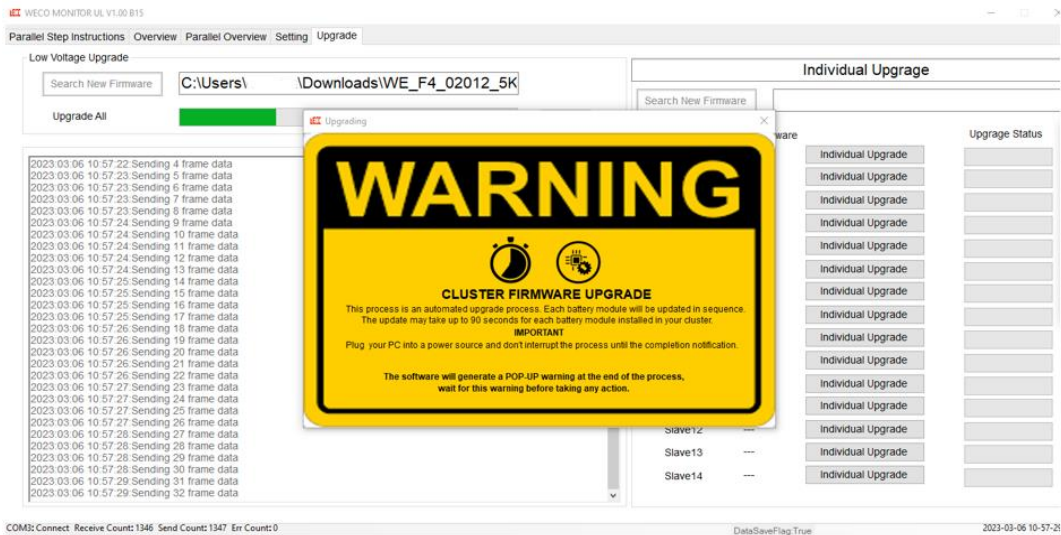 WECO MONITOR UL V1.00 B15
Parallel Step Instructions Overview Parallel Overview Setting Upgrade
Low Voltage Upgrade
Search New Firmware C:\Users\ \Downloads\WE_F4_02012_5K
Upgrade All
Individual Upgrage
Search New Firmware
ware Upgrage Status
Upgrading
WARNING
CLUSTER FIRMWARE UPGRADE
This process is an automated upgrade process. Each battery module will be updated in sequence.
The update may take up to 90 seconds for each battery module installed in your cluster.
IMPORTANT
Plug your PC into a power source and don't interrupt the process until the completion notification.
The software will generate a POP-UP warning at the end of the process,
wait for this warning before taking any action.
2023:03:06 10:57:22:Sending 4 frame data
2023:03:06 10:57:23:Sending 5 frame data
2023:03:06 10:57:23:Sending 6 frame data
2023:03:06 10:57:23:Sending 7 frame data
2023:03:06 10:57:23:Sending 8 frame data
2023:03:06 10:57:24:Sending 9 frame data
2023:03:06 10:57:24:Sending 10 frame data
2023:03:06 10:57:24:Sending 11 frame data
2023:03:06 10:57:24:Sending 12 frame data
2023:03:06 10:57:24:Sending 13 frame data
2023:03:06 10:57:25:Sending 14 frame data
2023:03:06 10:57:25:Sending 15 frame data
2023:03:06 10:57:25:Sending 16 frame data
2023:03:06 10:57:25:Sending 17 frame data
2023:03:06 10:57:26:Sending 18 frame data
2023:03:06 10:57:26:Sending 19 frame data
2023:03:06 10:57:26:Sending 20 frame data
2023:03:06 10:57:26:Sending 21 frame data
2023:03:06 10:57:26:Sending 22 frame data
2023:03:06 10:57:27:Sending 23 frame data
2023:03:06 10:57:27:Sending 24 frame data
2023:03:06 10:57:27:Sending 25 frame data
2023:03:06 10:57:27:Sending 26 frame data
2023:03:06 10:57:28:Sending 27 frame data
2023:03:06 10:57:28:Sending 28 frame data
2023:03:06 10:57:28:Sending 29 frame data
2023:03:06 10:57:28:Sending 30 frame data
2023:03:06 10:57:29:Sending 31 frame data
2023:03:06 10:57:29:Sending 32 frame data
Individual Upgrade
Individual Upgrade
Individual Upgrade
Individual Upgrade
Individual Upgrade
Individual Upgrade
Individual Upgrade
Individual Upgrade
Individual Upgrade
Individual Upgrade
Individual Upgrade
Individual Upgrade
Slave12 --- Individual Upgrade
Slave13 --- Individual Upgrade
Slave14 --- Individual Upgrade
COM3: Connect Receive Count: 1346 Send Count: 1347 Err Count: 0 DataSaveFlag:True 2023-03-06 10-57-29